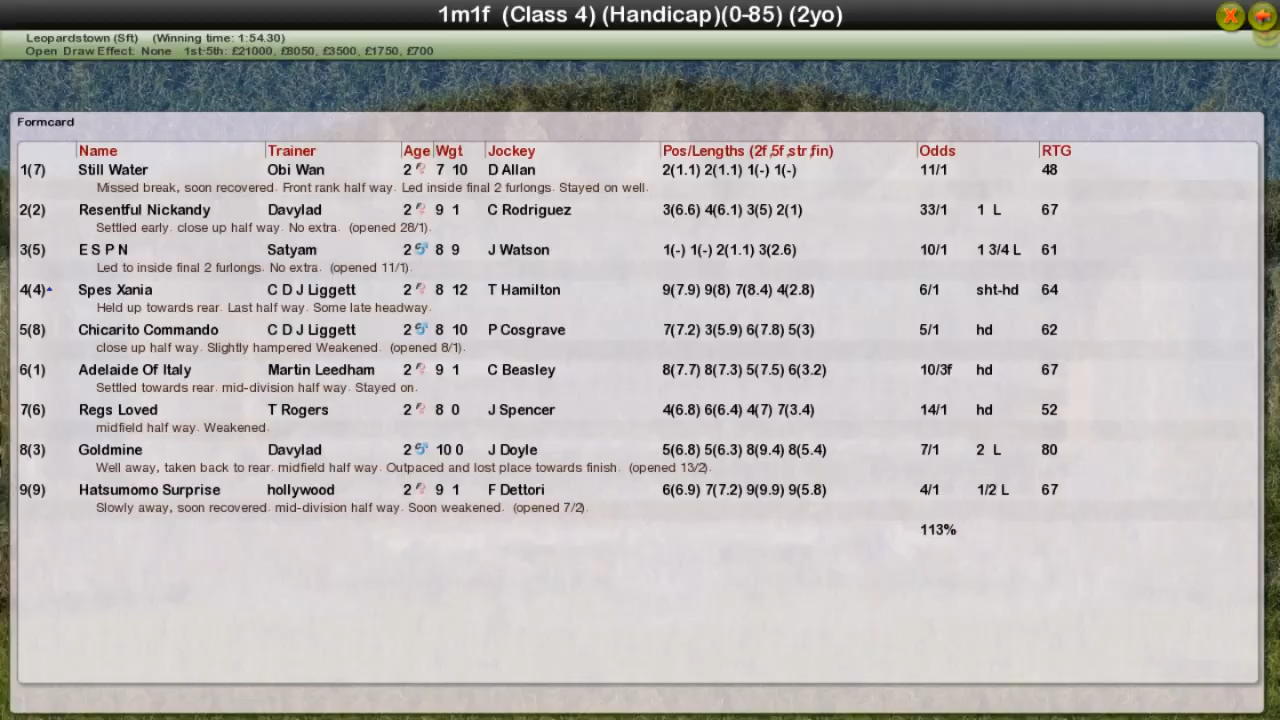 1m1f (Class 4) (Handicap)(0-85) (2yo)
Leopardstown (Sft) (Winning time: 1:54.30)
Open Draw Effect: None 1st-5th: £21000, £8050, £3500, £1750, £700
Formcard
Name Trainer Age Wgt Jockey Pos/Lengths (2f,5f,str,fin) Odds RTG
1(7) Still Water Obi Wan 2 7 10 D Allan 2(1.1) 2(1.1) 1(-) 1(-) 11/1 48
Missed break, soon recovered. Front rank half way. Led inside final 2 furlongs. Stayed on well.
2(2) Resentful Nickandy Davylad 2 9 1 C Rodriguez 3(6.6) 4(6.1) 3(5) 2(1) 33/1 1 L 67
Settled early. close up half way. No extra. (opened 28/1).
3(5) E S P N Satyam 2 8 9 J Watson 1(-) 1(-) 2(1.1) 3(2.6) 10/1 1 3/4 L 61
Led to inside final 2 furlongs. No extra. (opened 11/1).
4(4) Spes Xania C D J Liggett 2 8 12 T Hamilton 9(7.9) 9(8) 7(8.4) 4(2.8) 6/1 sht-hd 64
Held up towards rear. Last half way. Some late headway.
5(8) Chicarito Commando C D J Liggett 2 8 10 P Cosgrave 7(7.2) 3(5.9) 6(7.8) 5(3) 5/1 hd 62
close up half way. Slightly hampered Weakened. (opened 8/1).
6(1) Adelaide Of Italy Martin Leedham 2 9 1 C Beasley 8(7.7) 8(7.3) 5(7.5) 6(3.2) 10/3f hd 67
Settled towards rear. mid-division half way. Stayed on.
7(6) Regs Loved T Rogers 2 8 0 J Spencer 4(6.8) 6(6.4) 4(7) 7(3.4) 14/1 hd 52
midfield half way. Weakened.
8(3) Goldmine Davylad 2 10 0 J Doyle 5(6.8) 5(6.3) 8(9.4) 8(5.4) 7/1 2 L 80
Well away, taken back to rear. midfield half way. Outpaced and lost place towards finish. (opened 13/2).
9(9) Hatsumomo Surprise hollywood 2 9 1 F Dettori 6(6.9) 7(7.2) 9(9.9) 9(5.8) 4/1 1/2 L 67
Slowly away, soon recovered. mid-division half way. Soon weakened. (opened 7/2).
113%